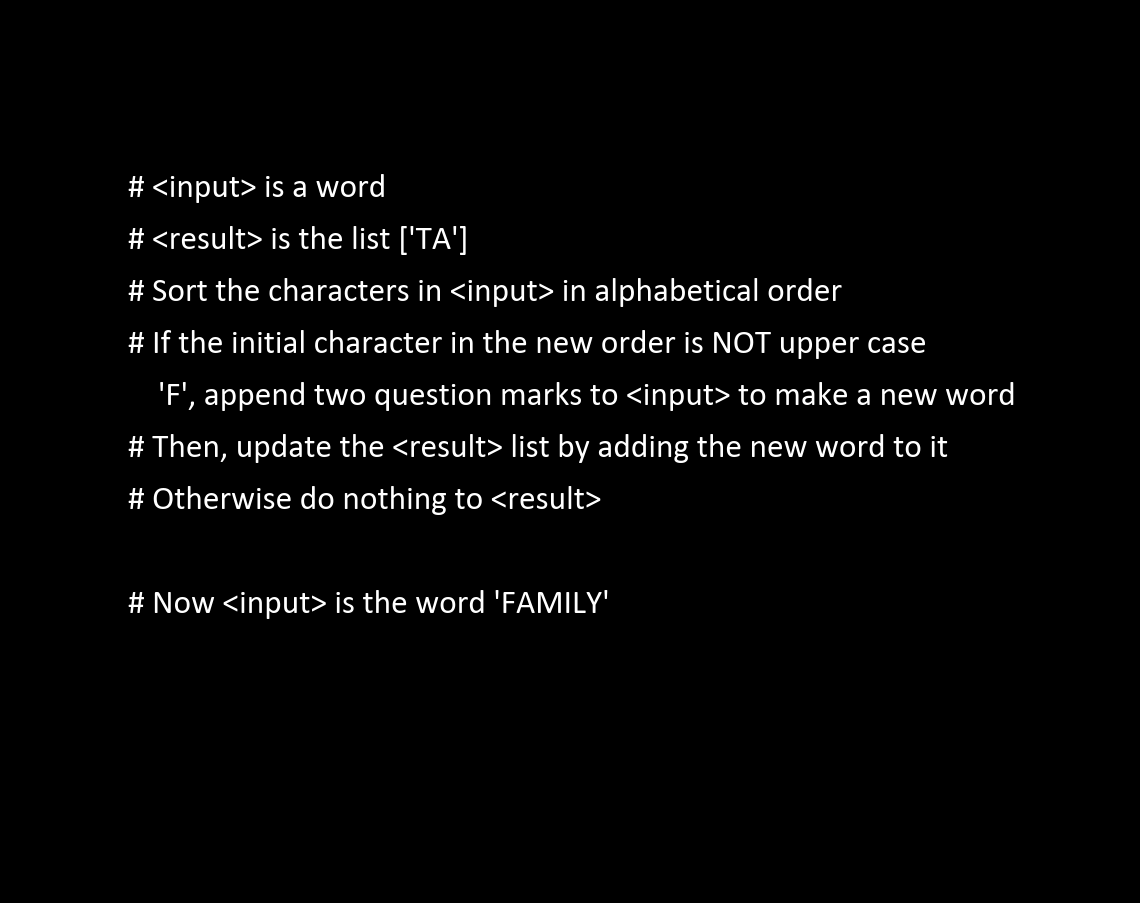 # <input> is a word
# <result> is the list ['TA']
# Sort the characters in <input> in alphabetical order
# If the initial character in the new order is NOT upper case
'F', append two question marks to <input> to make a new word
# Then, update the <result> list by adding the new word to it
# Otherwise do nothing to <result>
# Now <input> is the word 'FAMILY'